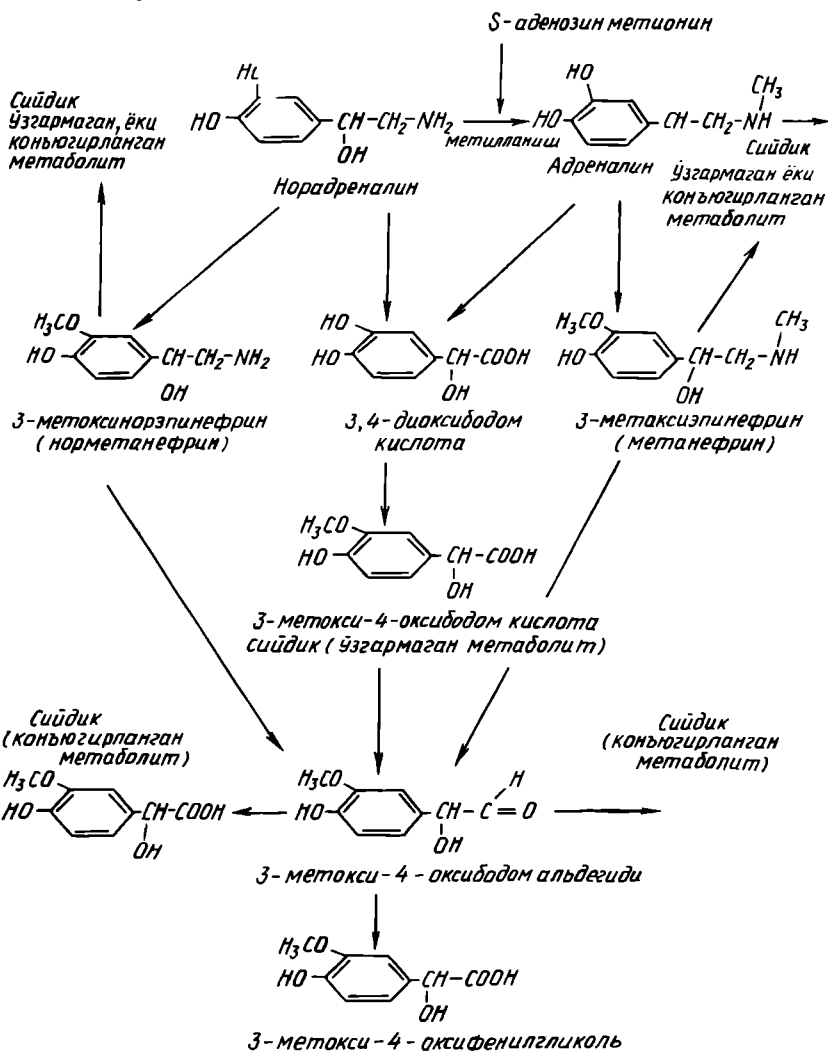 S-аденозин метионин
Сийдик
ўзгармаган, ёки
конъюгирланган
метаболит
HO-
CH-CH₂-NH₂
OH
Норадреналин
метилланиш
HO
HO
CH-CH₂-NH
CH₃
Адреналин
Сийдик
ўзгармаган ёки
конъюгирланган
метаболит
H₃CO
HO
CH-CH₂-NH₂
OH
3-метоксинорэпинефрин
(норметанефрин)
HO
HO
CH-COOH
OH
3,4-диоксибодом
кислота
H₃CO
HO
CH-CH₂-NH
CH₃
OH
3-метаксиэпинефрин
(метанефрин)
H₃CO
HO
CH-COOH
OH
3-метокси-4-оксибодом кислота
сийдик (ўзгармаган метаболит)
Сийдик
(конъюгирланган
метаболит)
H₃CO
HO
CH-COOH
OH
H₃CO
HO
CH-C=O
H
OH
Сийдик
(конъюгирланган
метаболит)
3-метокси-4-оксибодом альдегиди
H₃CO
HO
CH-COOH
OH
3-метокси-4-оксифенилгликоль